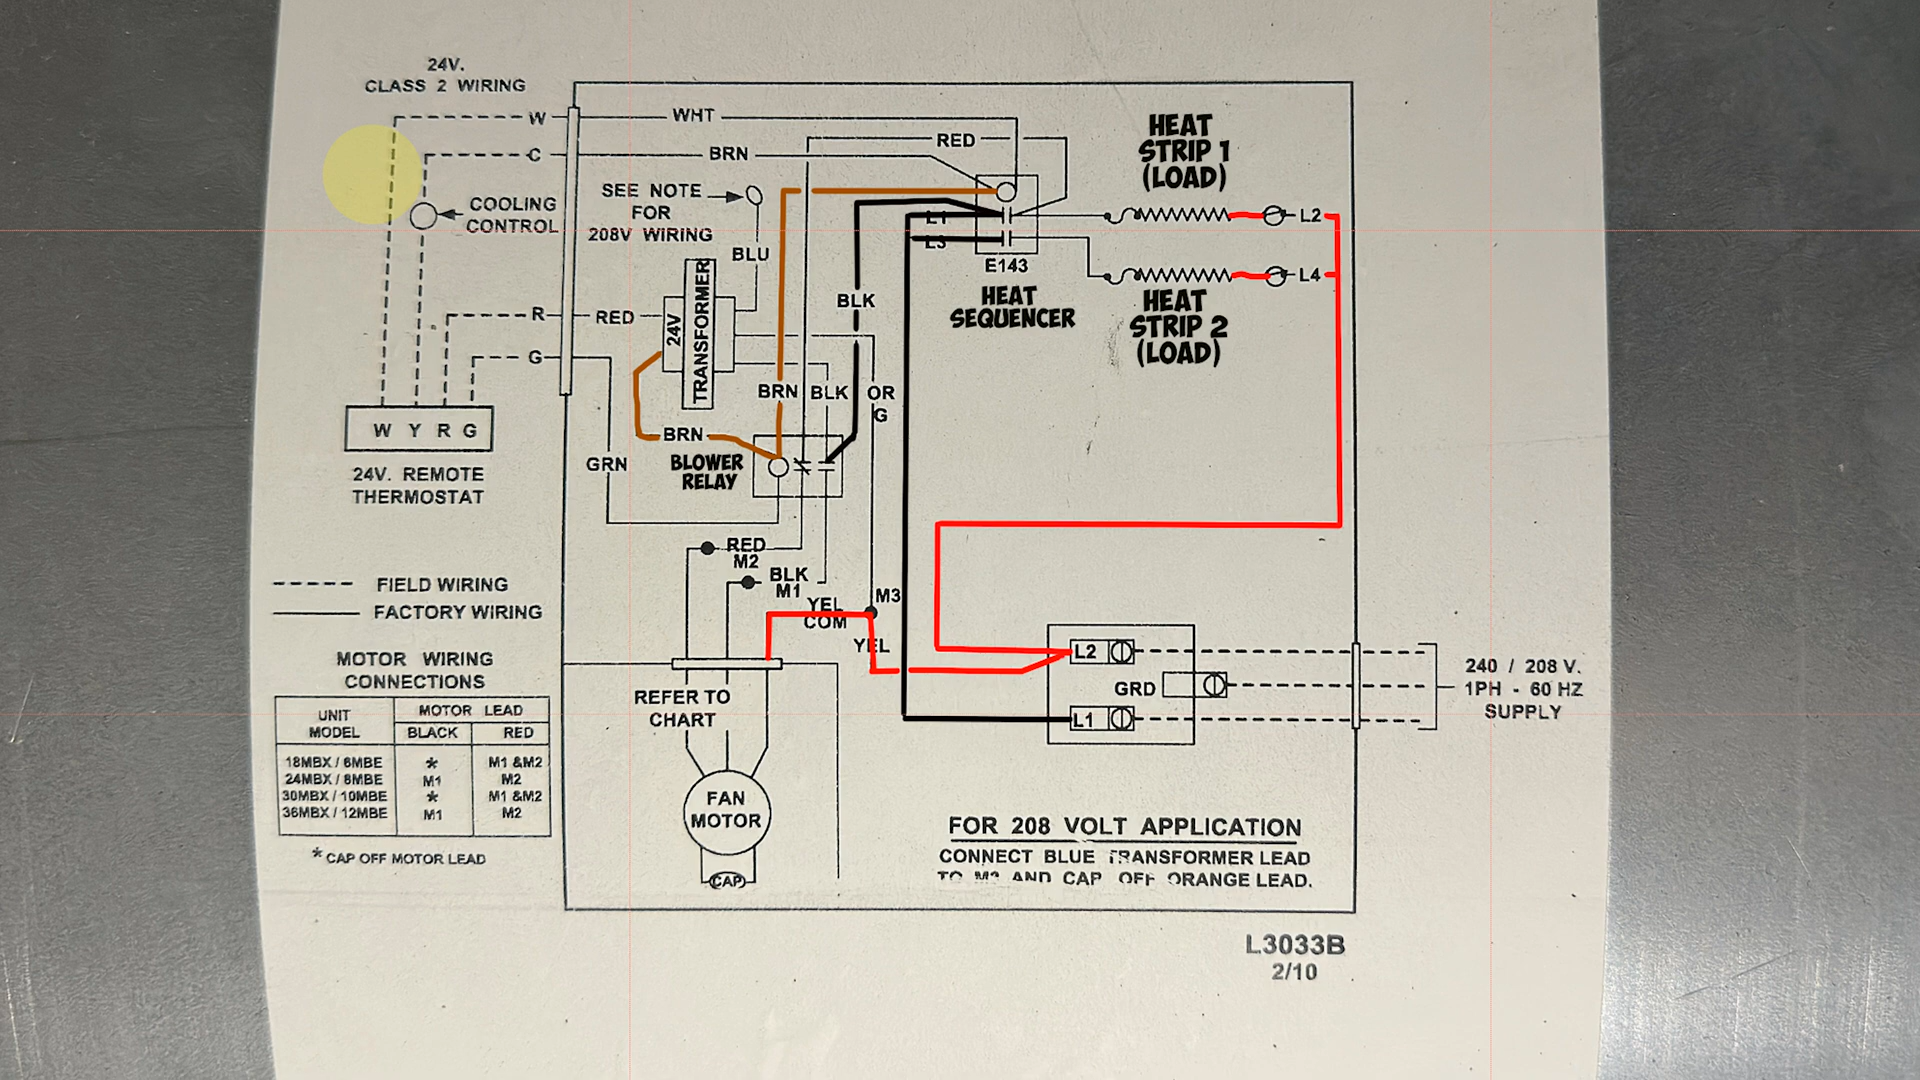 24V.
CLASS 2 WIRING
W
WHT
C
BRN
RED
HEAT
STRIP 1
(LOAD)
COOLING
CONTROL
SEE NOTE
FOR
208V WIRING
BLU
L1
L3
E143
HEAT
SEQUENCER
L2
L4
HEAT
STRIP 2
(LOAD)
R
RED
G
24V
TRANSFORMER
BLK
BRN
BLK
OR
G
BRN
GRN
BLOWER
RELAY
W Y R G
24V. REMOTE
THERMOSTAT
RED
M2
BLK
M1
YEL
COM
M3
YEL
FIELD WIRING
FACTORY WIRING
MOTOR WIRING
CONNECTIONS
UNIT
MODEL
MOTOR LEAD
BLACK
RED
18MBX / 6MBE * M1 &M2
24MBX / 8MBE M1 M2
30MBX / 10MBE * M1 &M2
36MBX / 12MBE M1 M2
* CAP OFF MOTOR LEAD
REFER TO
CHART
FAN
MOTOR
CAP
L2
GRD
L1
240 / 208 V.
1PH - 60 HZ
SUPPLY
FOR 208 VOLT APPLICATION
CONNECT BLUE TRANSFORMER LEAD
TO M3 AND CAP OFF ORANGE LEAD.
L3033B
2/10